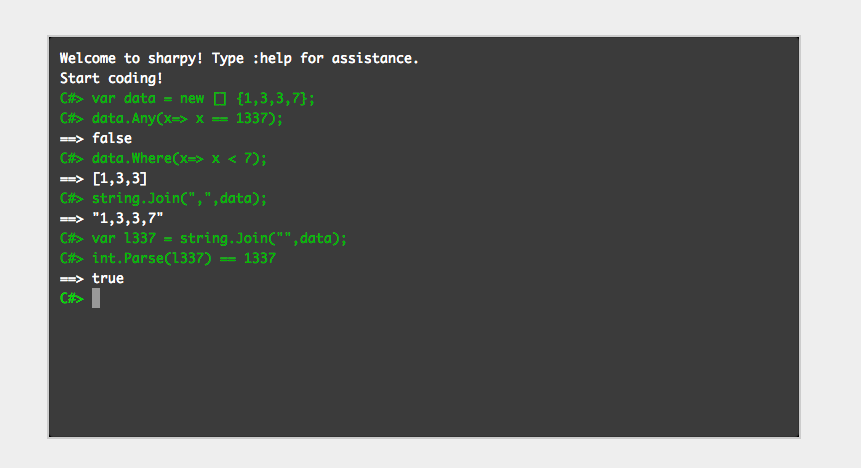 Welcome to sharpy! Type :help for assistance.
Start coding!
C#> var data = new [] {1,3,3,7};
C#> data.Any(x=> x == 1337);
==> false
C#> data.Where(x=> x < 7);
==> [1,3,3]
C#> string.Join(",",data);
==> "1,3,3,7"
C#> var l337 = string.Join("",data);
C#> int.Parse(l337) == 1337
==> true
C#>